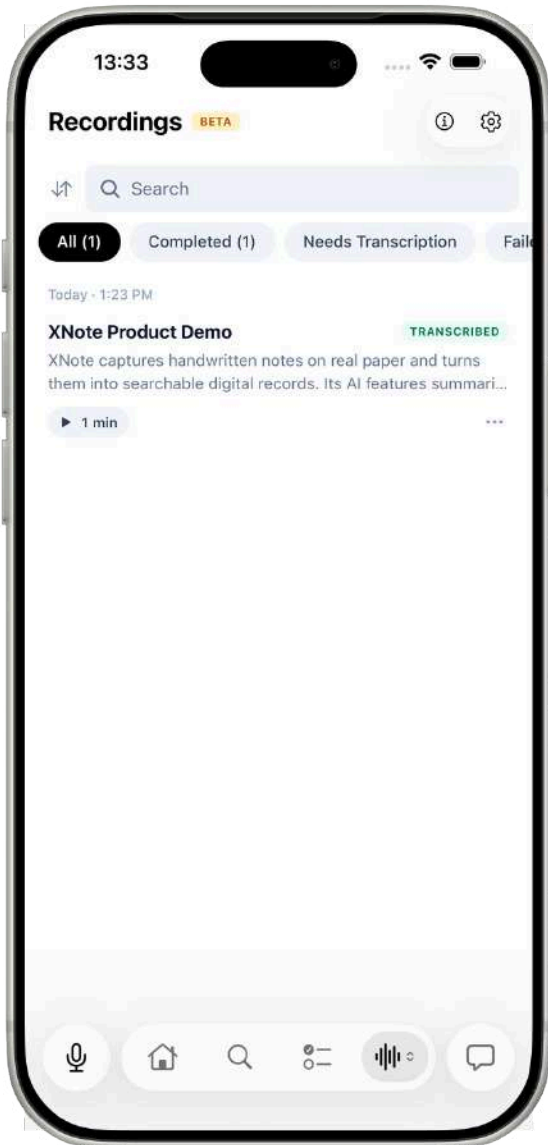 13:33
Recordings BETA
Search
All (1) Completed (1) Needs Transcription
Today · 1:23 PM
XNote Product Demo TRANSCRIBED
XNote captures handwritten notes on real paper and turns
them into searchable digital records. Its AI features summari...
1 min